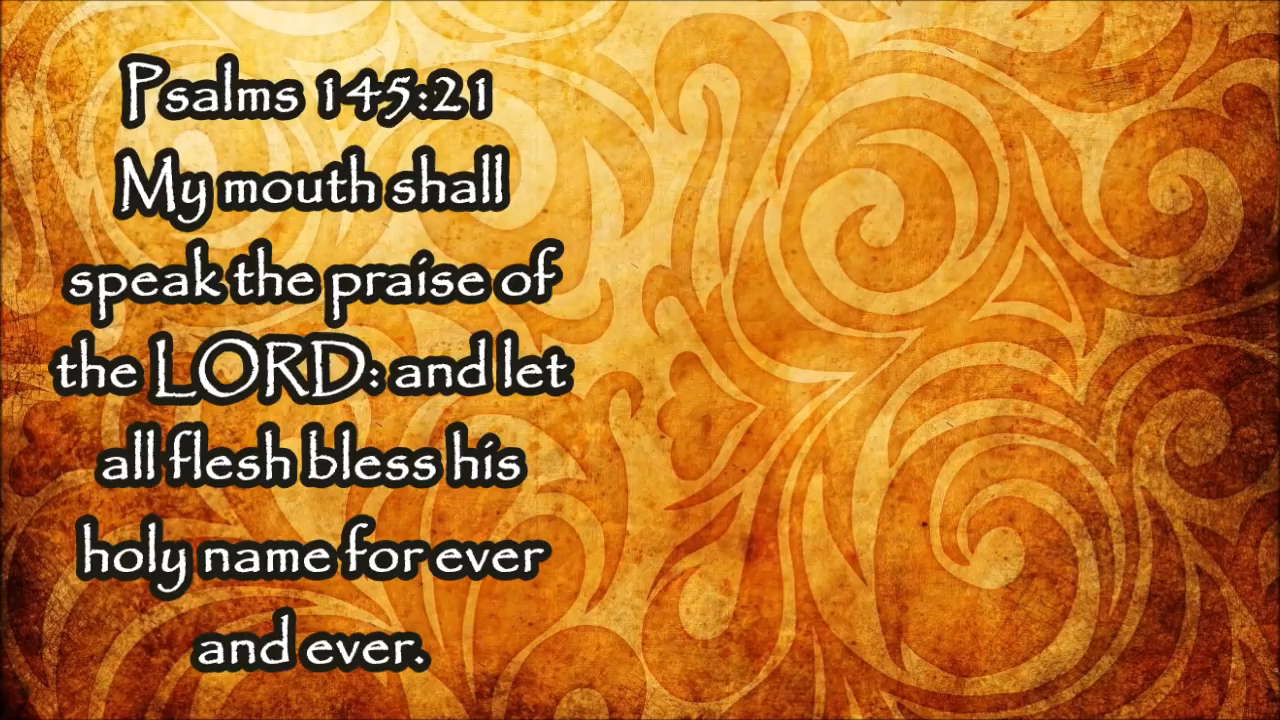 Psalms 145:21
My mouth shall
speak the praise of
the LORD: and let
all flesh bless his
holy name for ever
and ever.